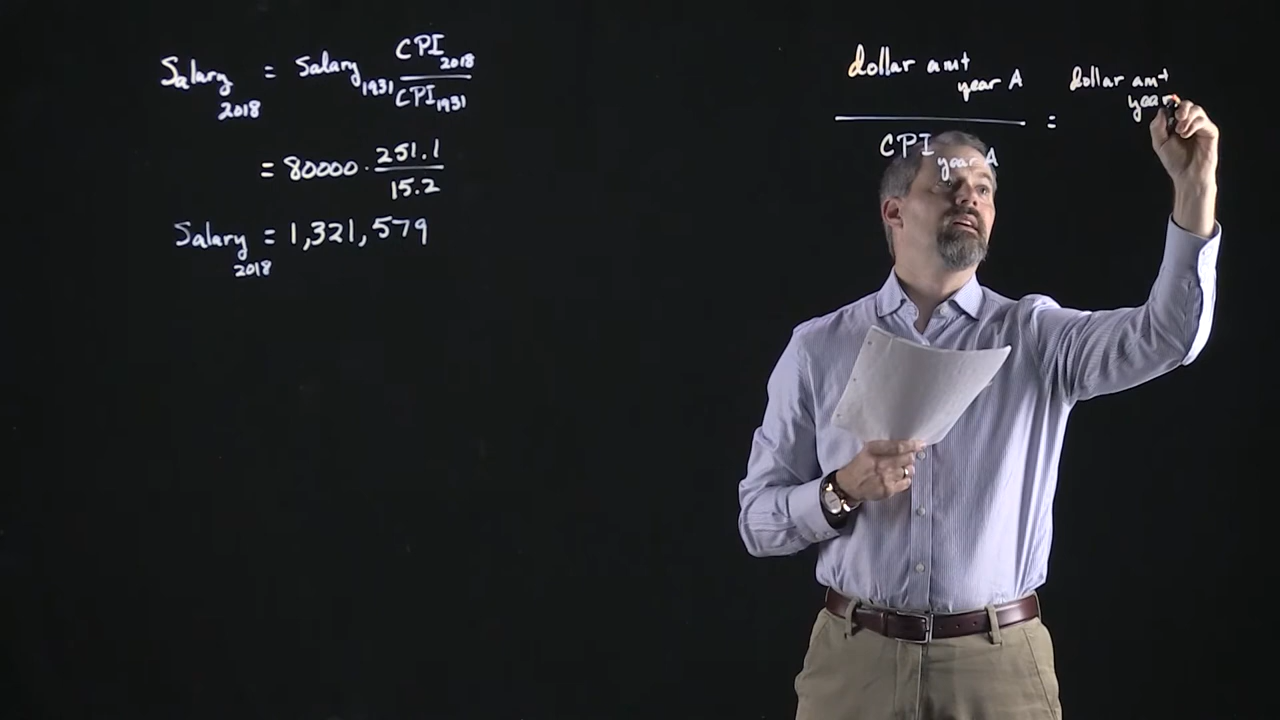 Salary 2018 = Salary 1931 CPI 2018 / CPI 1931
= 80000 · 251.1 / 15.2
Salary 2018 = 1,321,579
dollar amt year A
CPI year A
=
dollar amt
year